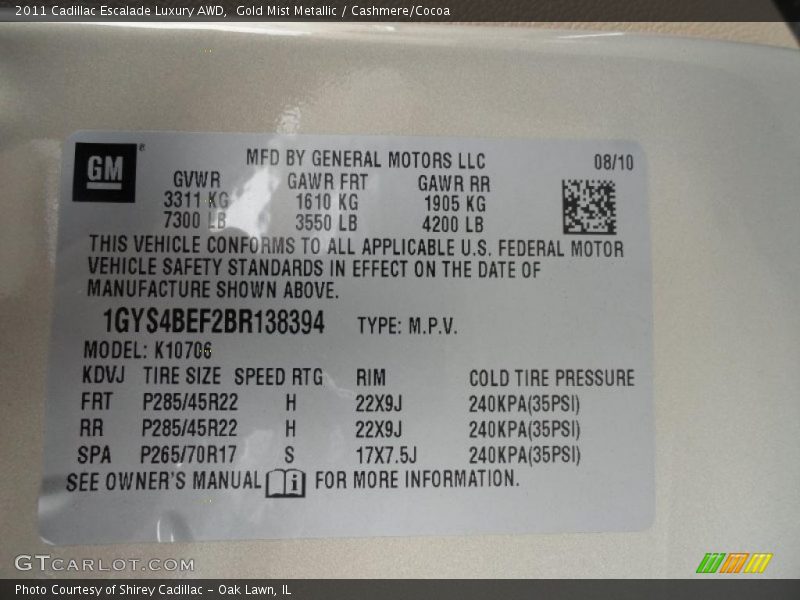 2011 Cadillac Escalade Luxury AWD, Gold Mist Metallic / Cashmere/Cocoa
GM ®
MFD BY GENERAL MOTORS LLC 08/10
GVWR GAWR FRT GAWR RR
3311 KG 1610 KG 1905 KG
7300 LB 3550 LB 4200 LB
THIS VEHICLE CONFORMS TO ALL APPLICABLE U.S. FEDERAL MOTOR
VEHICLE SAFETY STANDARDS IN EFFECT ON THE DATE OF
MANUFACTURE SHOWN ABOVE.
1GYS4BEF2BR138394 TYPE: M.P.V.
MODEL: K10706
KDVJ TIRE SIZE SPEED RTG RIM COLD TIRE PRESSURE
FRT P285/45R22 H 22X9J 240KPA(35PSI)
RR P285/45R22 H 22X9J 240KPA(35PSI)
SPA P265/70R17 S 17X7.5J 240KPA(35PSI)
SEE OWNER'S MANUAL i FOR MORE INFORMATION.
GTCARLOT.COM
Photo Courtesy of Shirey Cadillac - Oak Lawn, IL